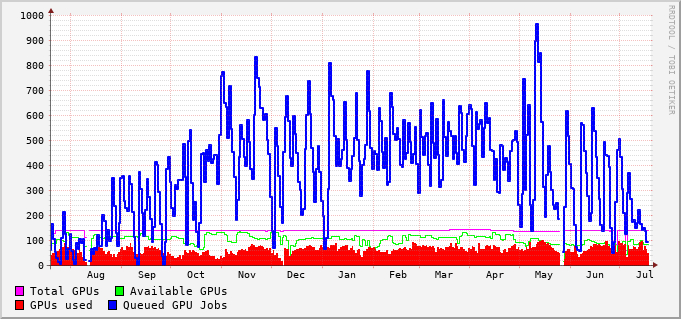 1000
900
800
700
600
500
400
300
200
100
0
Aug Sep Oct Nov Dec Jan Feb Mar Apr May Jun Jul
Total GPUs Available GPUs
GPUs used Queued GPU Jobs
RRDTOOL / TOBI OETIKER